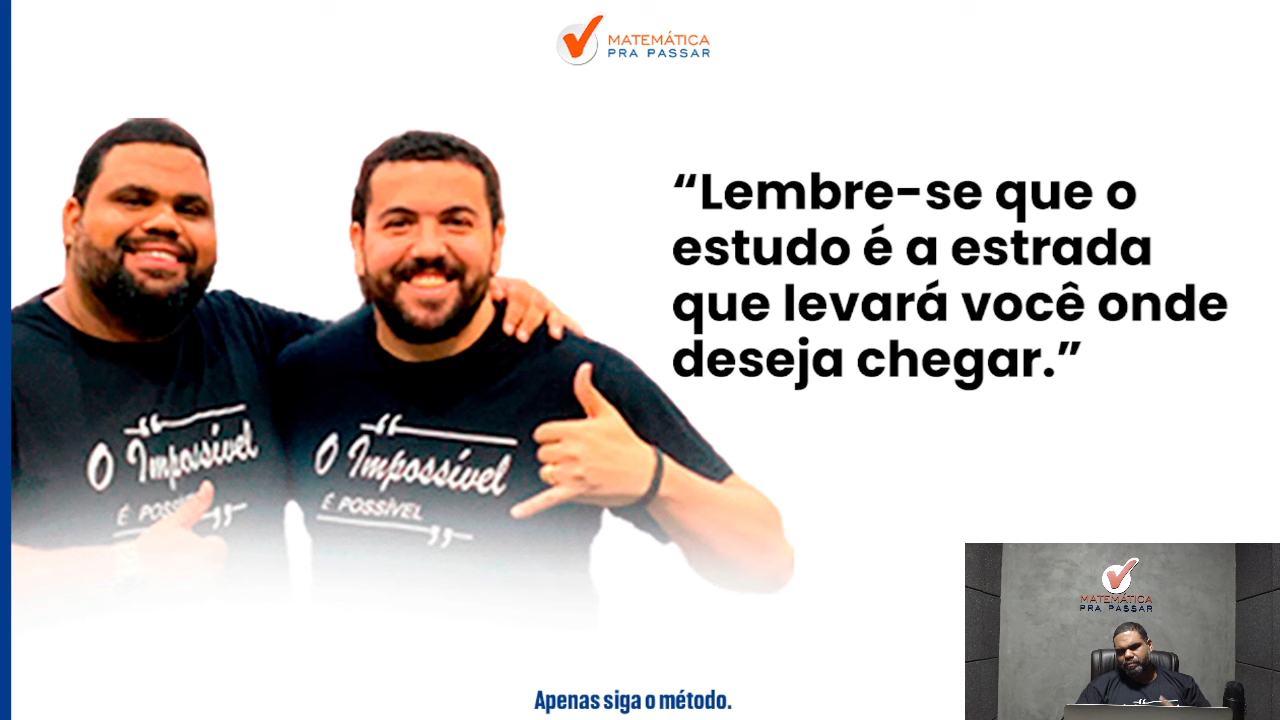 MATEMÁTICA
PRA PASSAR
“Lembre-se que o
estudo é a estrada
que levará você onde
deseja chegar.”
“ O Impossível
É POSSÍVEL
“ O Impossível
É POSSÍVEL ”
MATEMÁTICA
PRA PASSAR
Apenas siga o método.